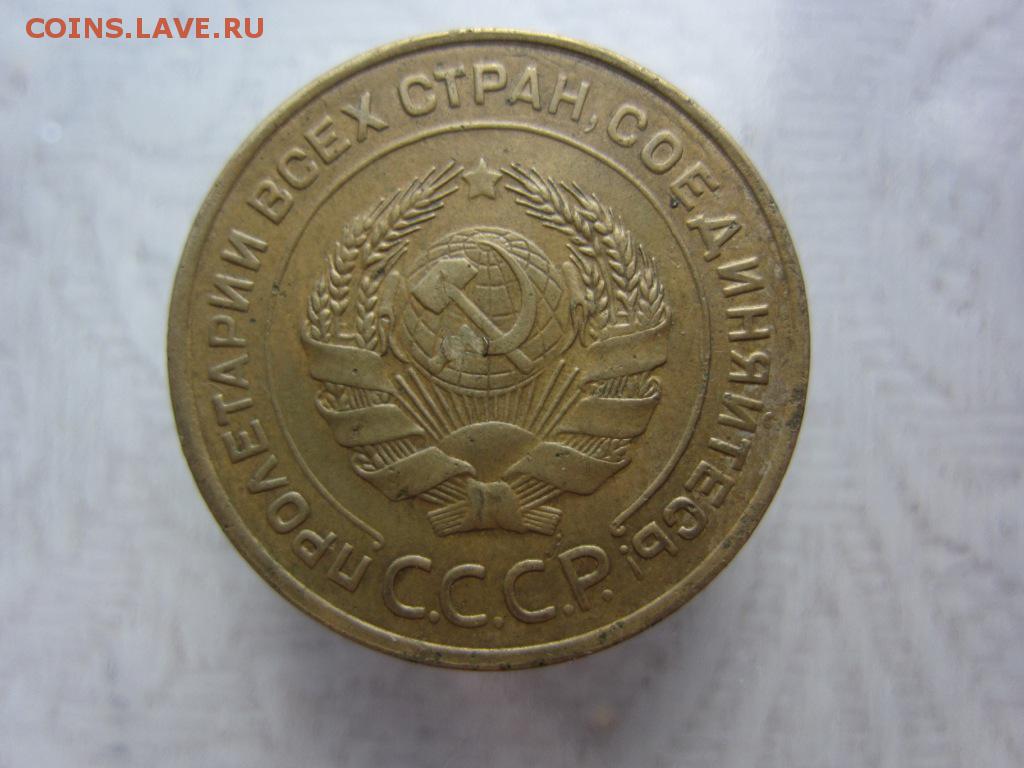 COINS.LAVE.RU
ПРОЛЕТАРИИ ВСЕХ СТРАН, СОЕДИНЯЙТЕСЬ!
С.С.С.Р.